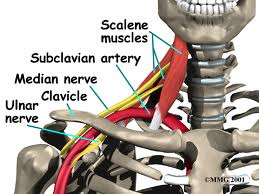 Scalene
muscles
Subclavian artery
Median nerve
Clavicle
Ulnar
nerve
©MMG 2001